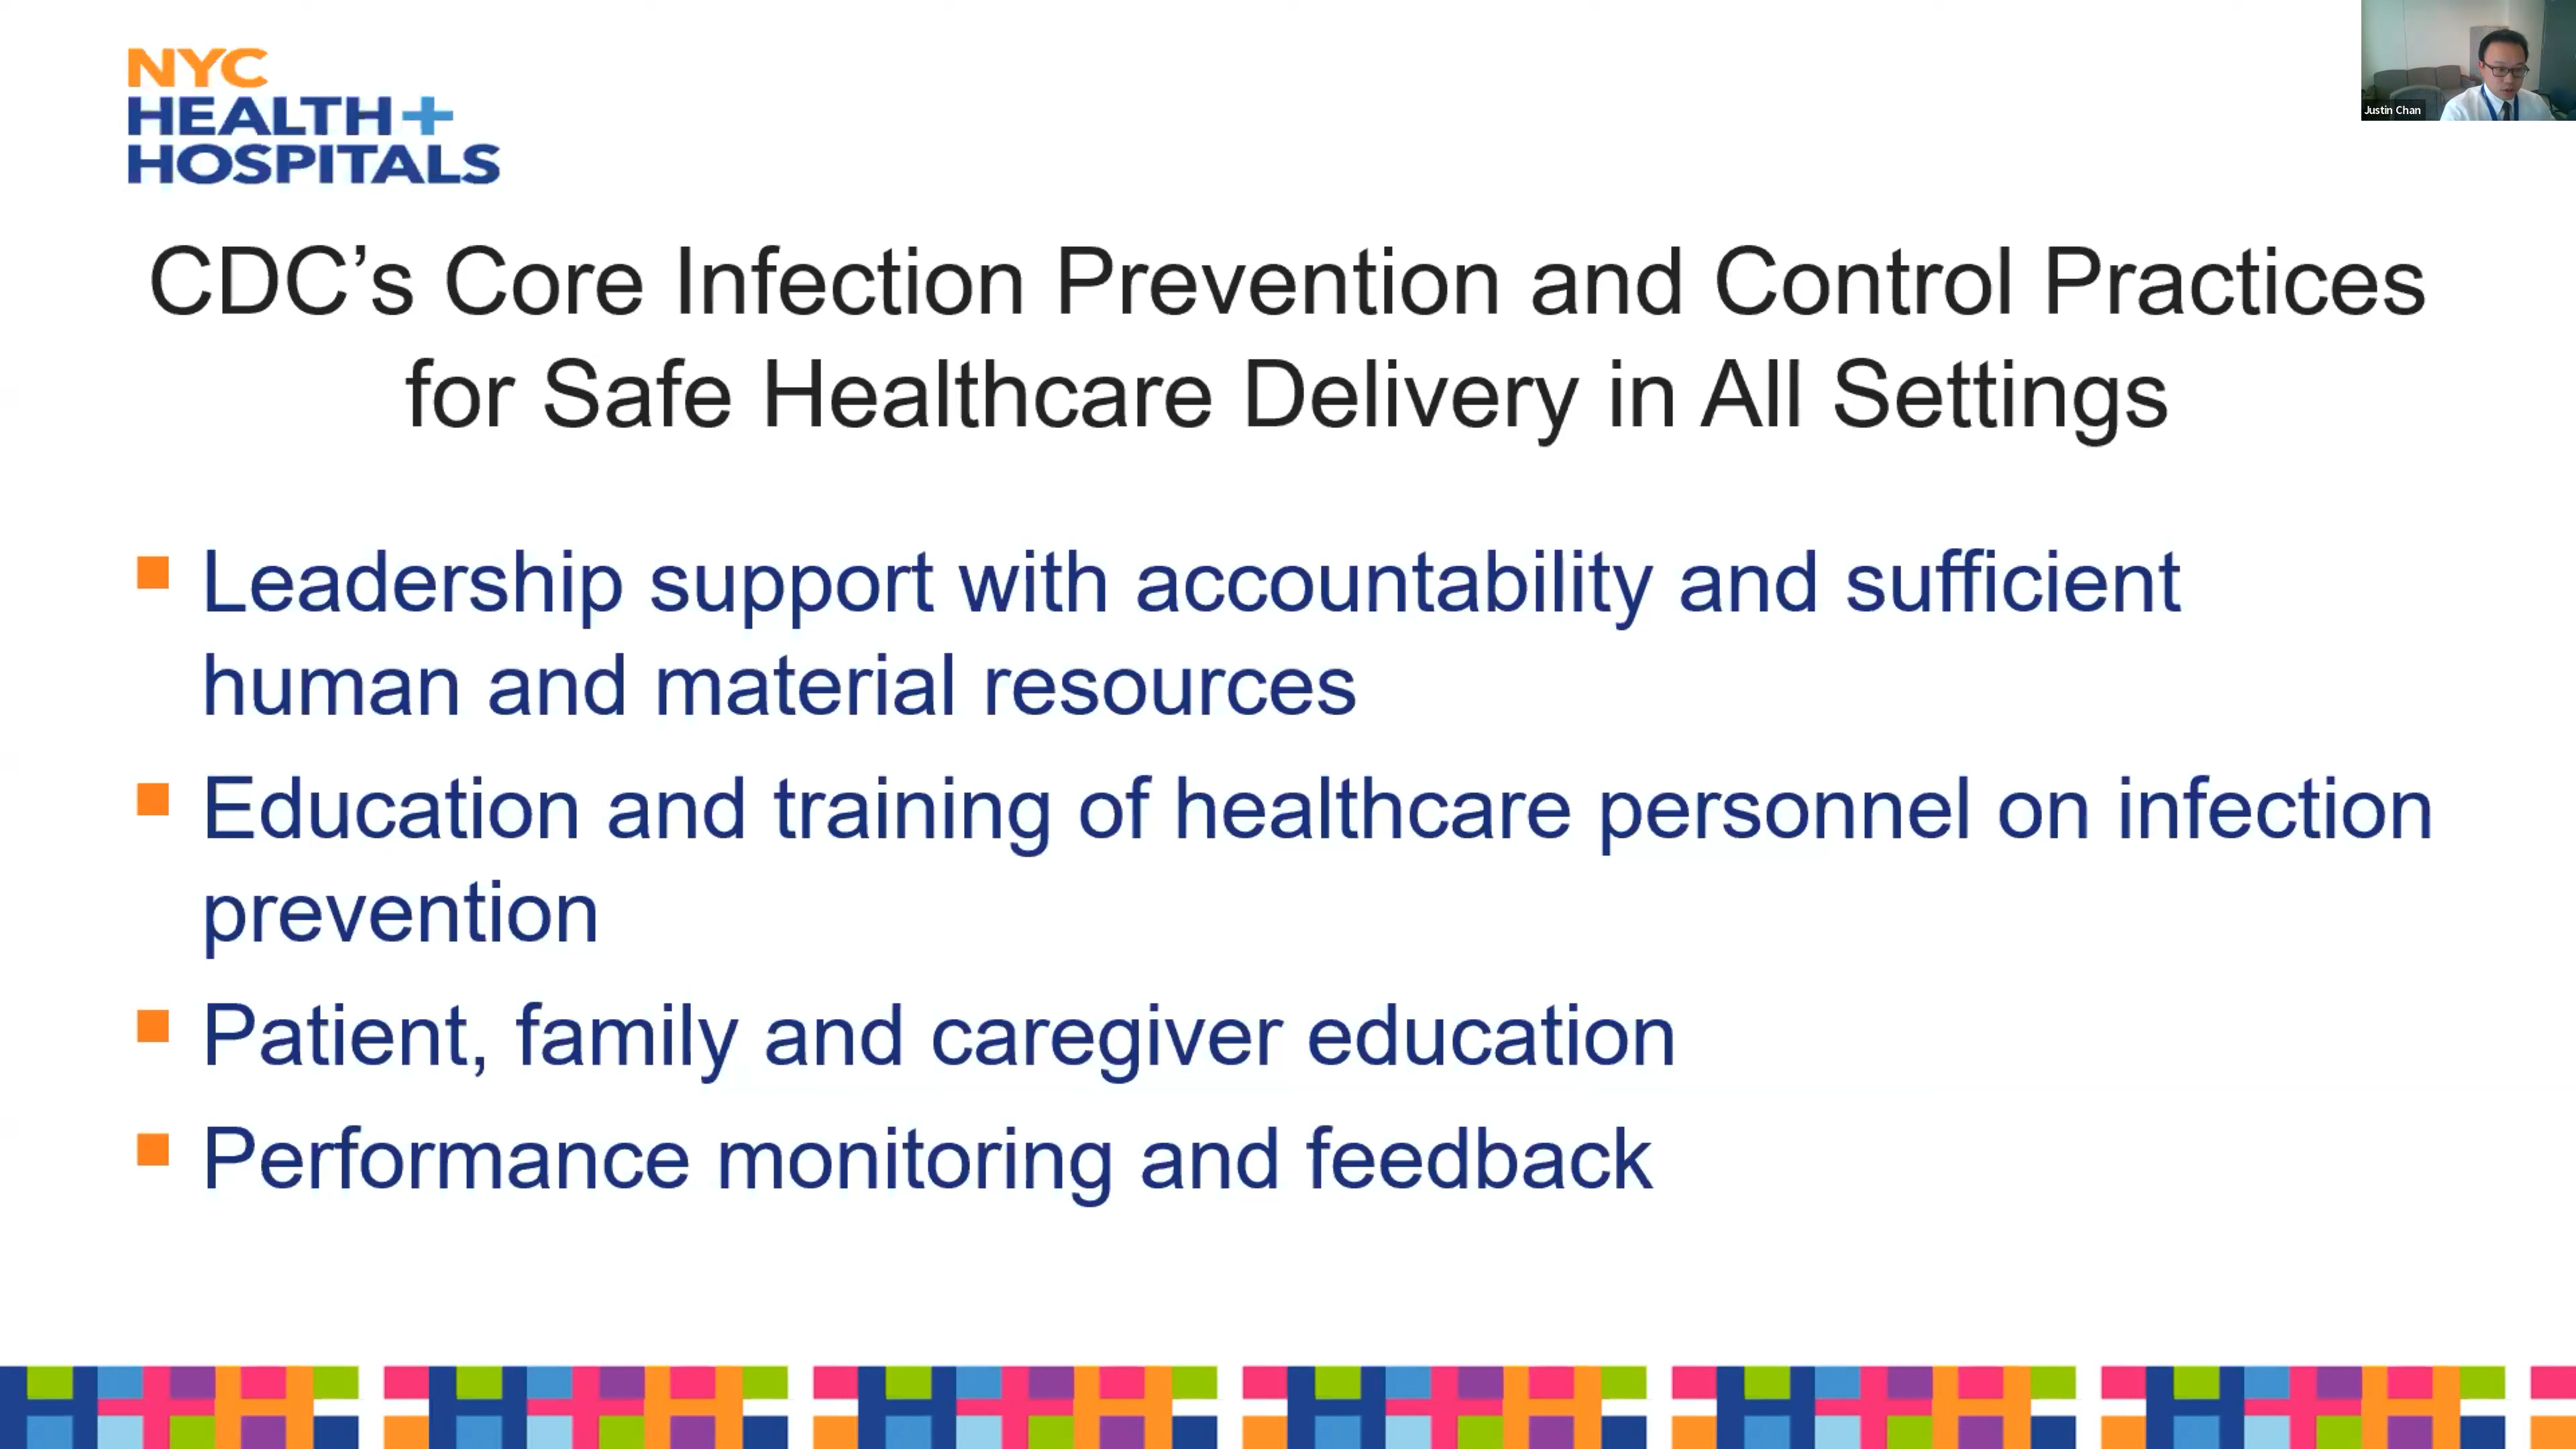 NYC
HEALTH+
HOSPITALS
Justin Chan
CDC’s Core Infection Prevention and Control Practices
for Safe Healthcare Delivery in All Settings
Leadership support with accountability and sufficient
human and material resources
Education and training of healthcare personnel on infection
prevention
Patient, family and caregiver education
Performance monitoring and feedback